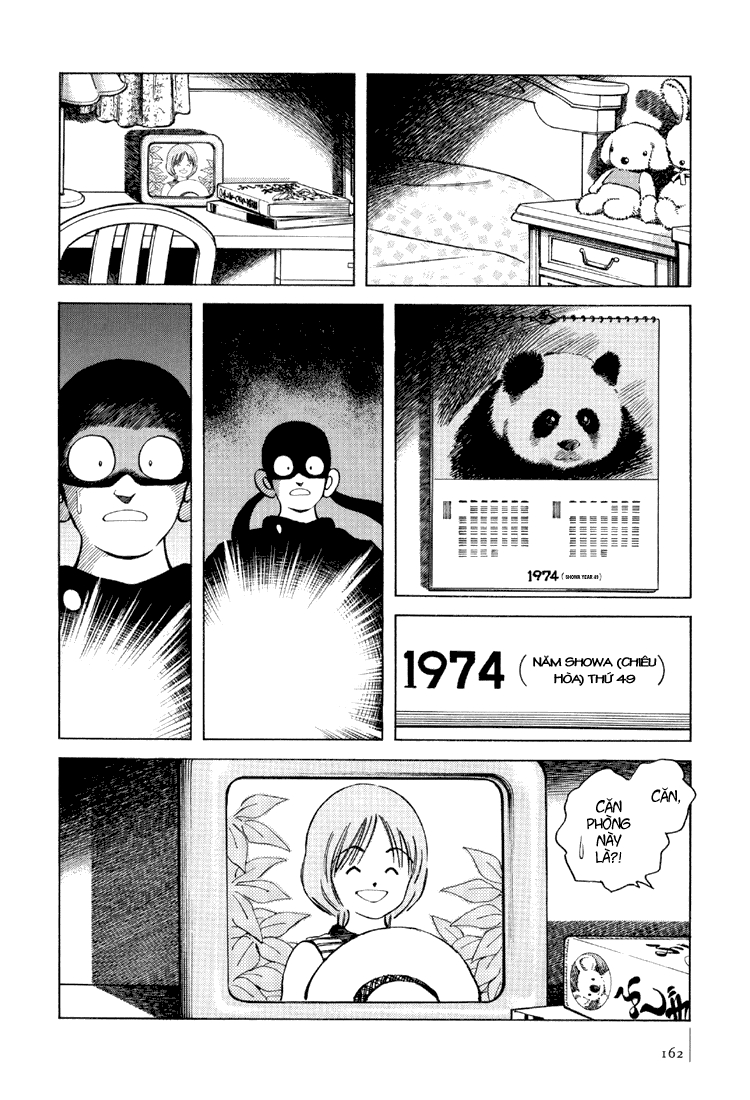 1974 (SHOWA YEAR 49)
1974 (NĂM SHOWA (CHIÊU
HÒA) THỨ 49)
CĂN,
CĂN
PHÒNG
NÀY
LÀ?!
162